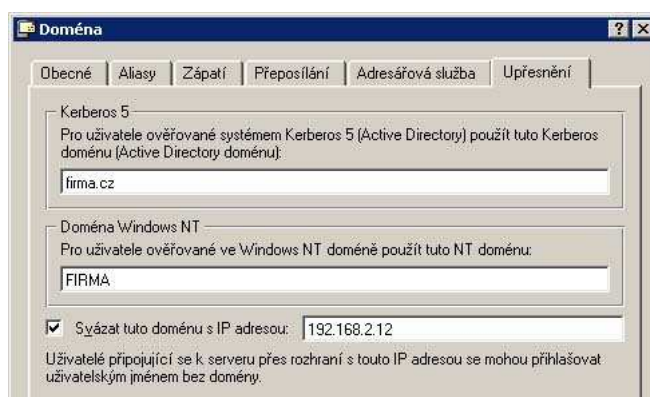 Doména
Obecné Aliasy Zápatí Přeposílání Adresářová služba Upřesnění
Kerberos 5
Pro uživatele ověřované systémem Kerberos 5 (Active Directory) použít tuto Kerberos
doménu (Active Directory doménu):
firma.cz
Doména Windows NT
Pro uživatele ověřované ve Windows NT doméně použít tuto NT doménu:
FIRMA
Svázat tuto doménu s IP adresou: 192.168.2.12
Uživatelé připojující se k serveru přes rozhraní s touto IP adresou se mohou přihlašovat
uživatelským jménem bez domény.